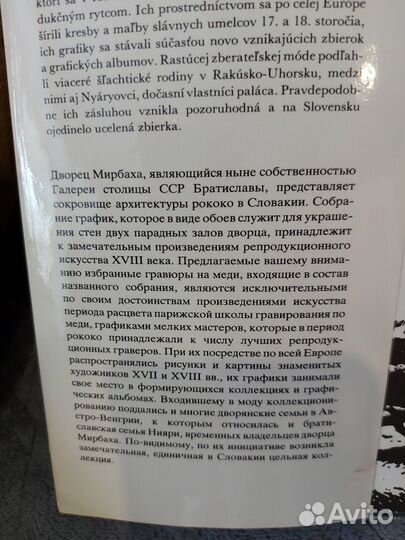 ktorí sa v
dukčným rytcom. Ich prostredníctvom sa po celej Európe
šírili kresby a maľby slávnych umelcov 17. a 18. storočia,
ich grafiky sa stávali súčasťou novo vznikajúcich zbierok
a grafických albumov. Rastúcej zberateľskej móde podľah-
li viaceré šľachtické rodiny v Rakúsko-Uhorsku, medzi
nimi aj Nyáryovci, dočasní vlastníci paláca. Pravdepodob-
ne ich zásluhou vznikla pozoruhodná a na Slovensku
ojedinelo ucelená zbierka.
Дворец Мирбаха, являющийся ныне собственностью
Галереи столицы ССР Братиславы, представляет
сокровище архитектуры рококо в Словакии. Собра-
ние график, которое в виде обоев служит для украше-
ния стен двух парадных залов дворца, принадлежит
к замечательным произведениям репродукционного
искусства XVIII века. Предлагаемые вашему внима-
нию избранные гравюры на меди, входящие в состав
названного собрания, являются исключительными
по своим достоинствам произведениями искусства
периода расцвета парижской школы гравирования по
меди, графиками мелких мастеров, которые в период
рококо принадлежали к числу лучших репродук-
ционных граверов. При их посредстве по всей Европе
распространялись рисунки и картины знаменитых
художников XVII и XVIII вв., их графики занимали
свое место в формирующихся коллекциях и графи-
ческих альбомах. Входившему в моду коллекциони-
рованию поддались и многие дворянские семьи в Ав-
стро-Венгрии, к которым относилась и брати-
славская семья Нияри, временных владельцев дворца
Мирбаха. По-видимому, по их инициативе возникла
замечательная, единичная в Словакии цельная кол-
лекция.
Avito